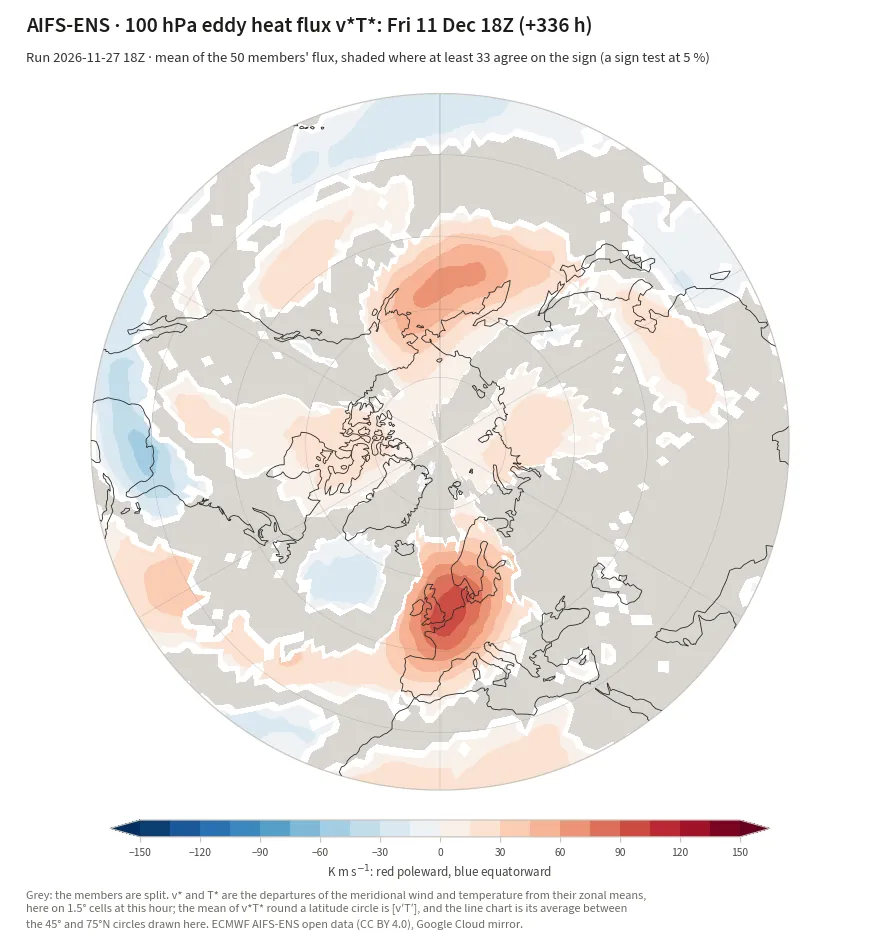 AIFS-ENS · 100 hPa eddy heat flux v*T*: Fri 11 Dec 18Z (+336 h)
Run 2026-11-27 18Z · mean of the 50 members' flux, shaded where at least 33 agree on the sign (a sign test at 5 %)
−150 −120 −90 −60 −30 0 30 60 90 120 150
K m s⁻¹: red poleward, blue equatorward
Grey: the members are split. v* and T* are the departures of the meridional wind and temperature from their zonal means,
here on 1.5° cells at this hour; the mean of v*T* round a latitude circle is [v′T′], and the line chart is its average between
the 45° and 75°N circles drawn here. ECMWF AIFS-ENS open data (CC BY 4.0), Google Cloud mirror.